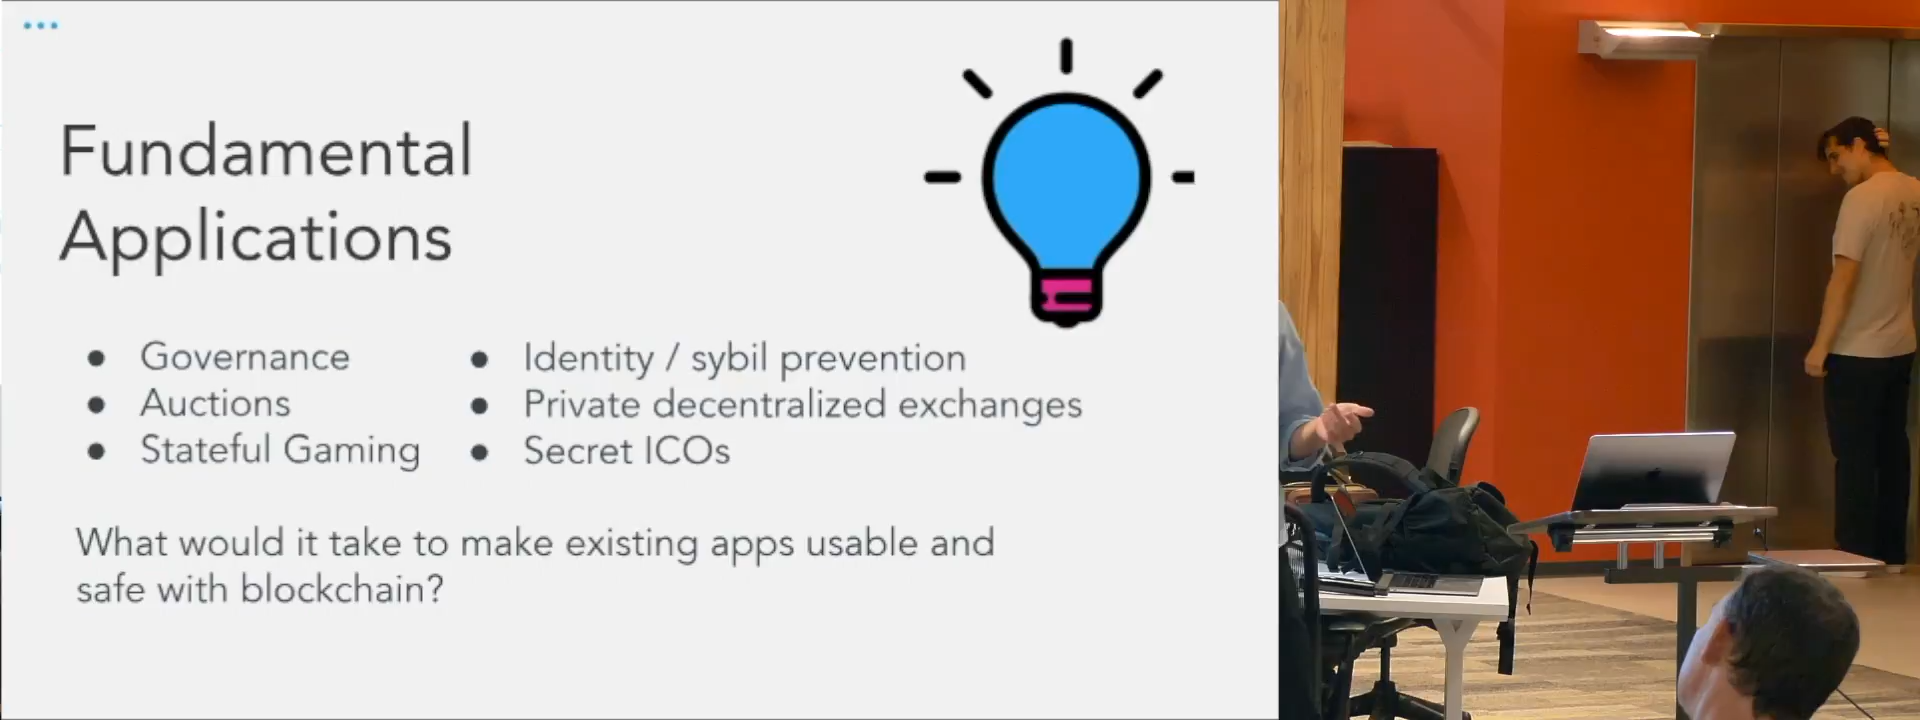 Fundamental
Applications
● Governance
● Auctions
● Stateful Gaming
● Identity / sybil prevention
● Private decentralized exchanges
● Secret ICOs
What would it take to make existing apps usable and
safe with blockchain?